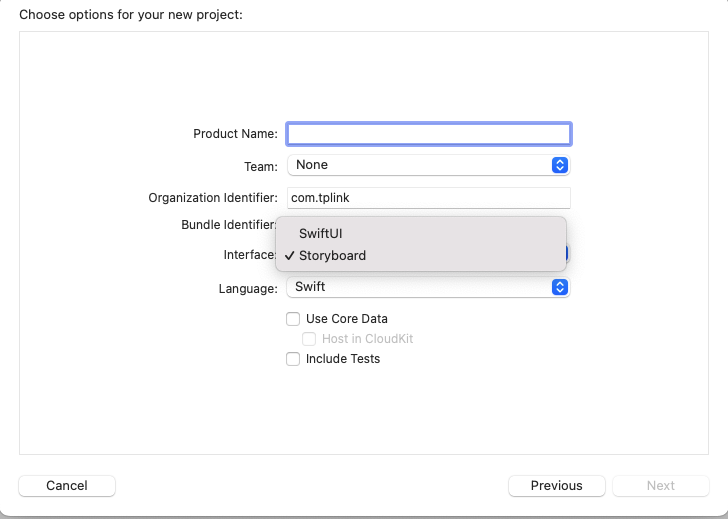 Choose options for your new project:
Product Name:
Team: None
Organization Identifier: com.tplink
Bundle Identifier:
SwiftUI
Interface: ✓ Storyboard
Language: Swift
Use Core Data
Host in CloudKit
Include Tests
Cancel Previous Next